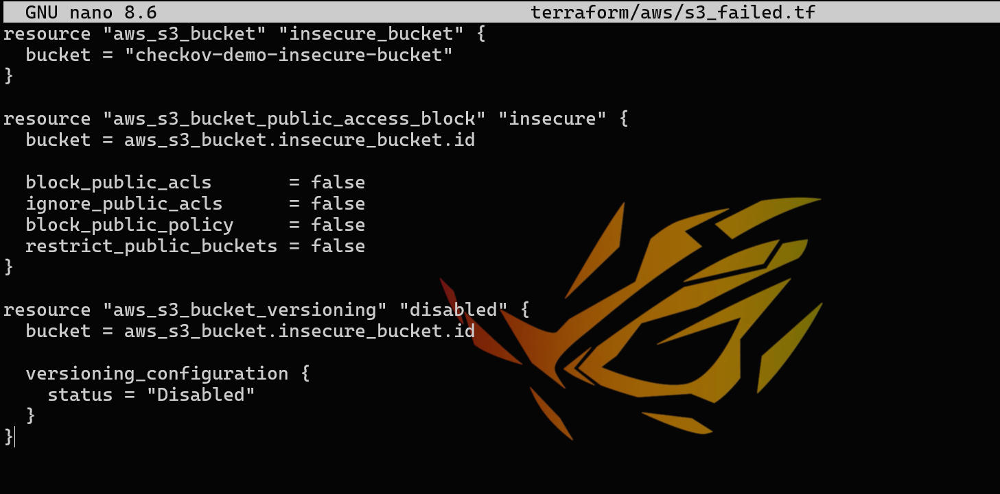 GNU nano 8.6 terraform/aws/s3_failed.tf
resource "aws_s3_bucket" "insecure_bucket" {
  bucket = "checkov-demo-insecure-bucket"
}

resource "aws_s3_bucket_public_access_block" "insecure" {
  bucket = aws_s3_bucket.insecure_bucket.id

  block_public_acls       = false
  ignore_public_acls      = false
  block_public_policy     = false
  restrict_public_buckets = false
}

resource "aws_s3_bucket_versioning" "disabled" {
  bucket = aws_s3_bucket.insecure_bucket.id

  versioning_configuration {
    status = "Disabled"
  }
}